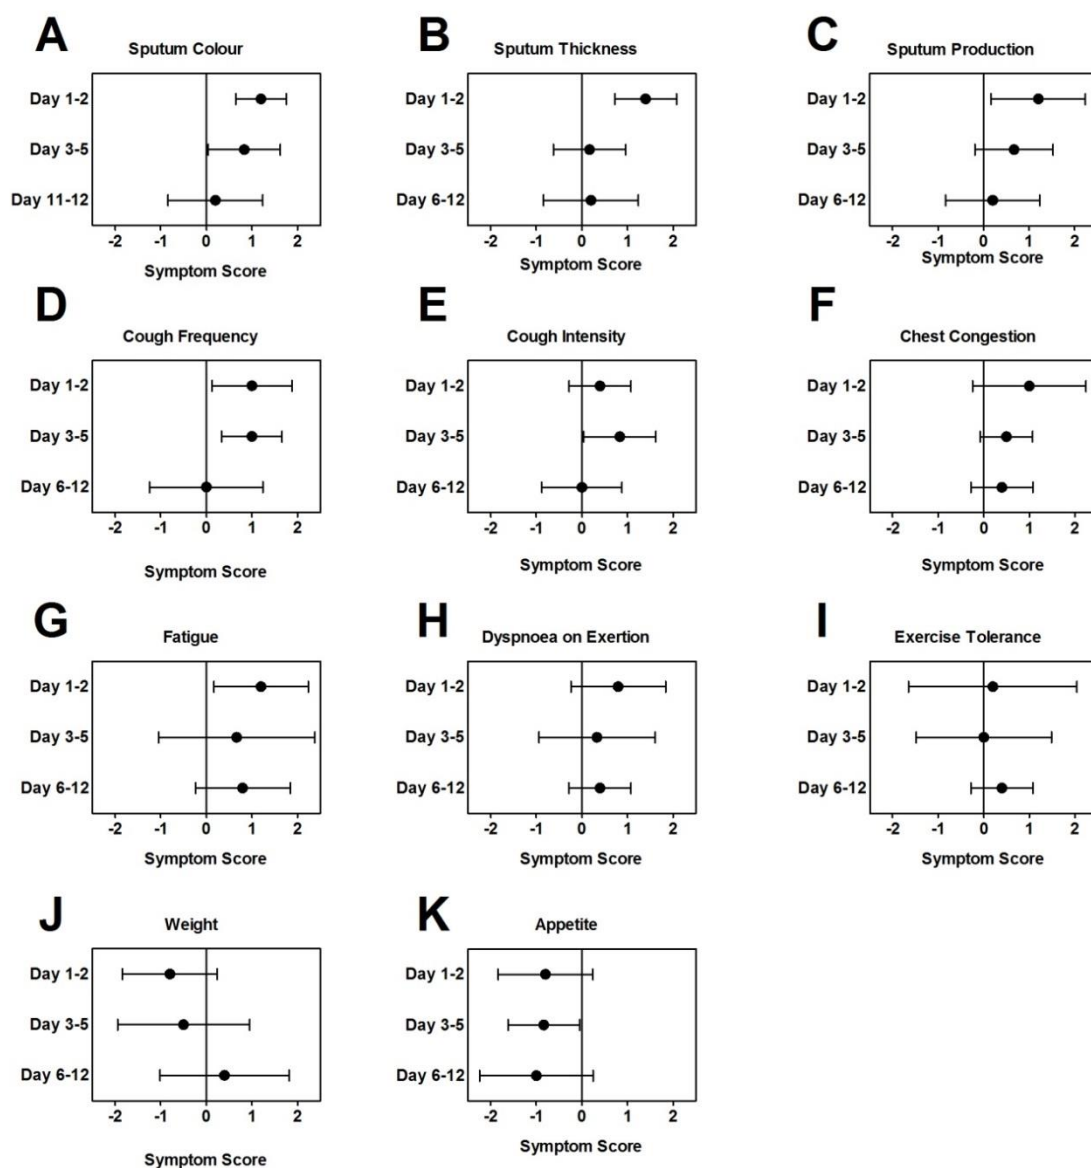 A
Sputum Colour
Day 1-2
Day 3-5
Day 11-12
-2 -1 0 1 2
Symptom Score
B
Sputum Thickness
Day 1-2
Day 3-5
Day 6-12
-2 -1 0 1 2
Symptom Score
C
Sputum Production
Day 1-2
Day 3-5
Day 6-12
-2 -1 0 1 2
Symptom Score
D
Cough Frequency
Day 1-2
Day 3-5
Day 6-12
-2 -1 0 1 2
Symptom Score
E
Cough Intensity
Day 1-2
Day 3-5
Day 6-12
-2 -1 0 1 2
Symptom Score
F
Chest Congestion
Day 1-2
Day 3-5
Day 6-12
-2 -1 0 1 2
Symptom Score
G
Fatigue
Day 1-2
Day 3-5
Day 6-12
-2 -1 0 1 2
Symptom Score
H
Dyspnoea on Exertion
Day 1-2
Day 3-5
Day 6-12
-2 -1 0 1 2
Symptom Score
I
Exercise Tolerance
Day 1-2
Day 3-5
Day 6-12
-2 -1 0 1 2
Symptom Score
J
Weight
Day 1-2
Day 3-5
Day 6-12
-2 -1 0 1 2
Symptom Score
K
Appetite
Day 1-2
Day 3-5
Day 6-12
-2 -1 0 1 2
Symptom Score